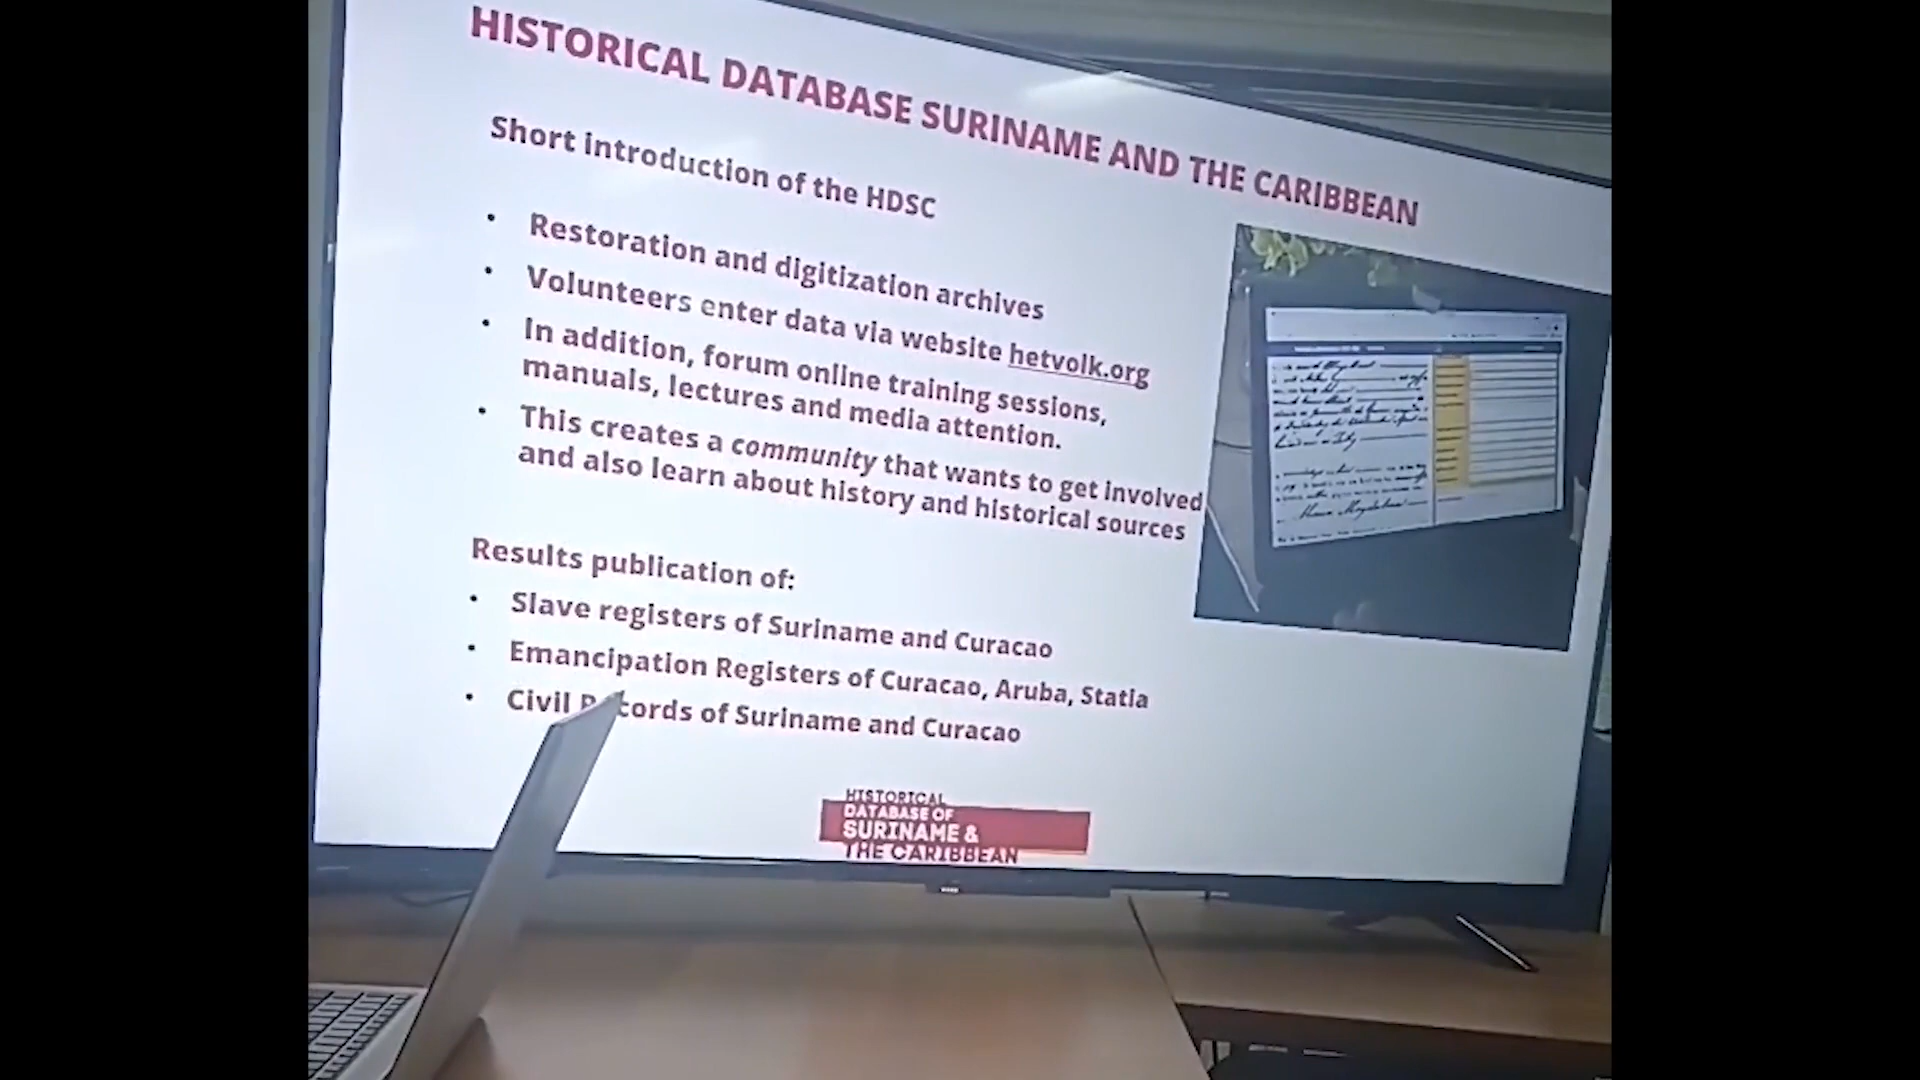 HISTORICAL DATABASE SURINAME AND THE CARIBBEAN
Short introduction of the HDSC
• Restoration and digitization archives
• Volunteers enter data via website hetvolk.org
• In addition, forum online training sessions,
manuals, lectures and media attention.
• This creates a community that wants to get involved
and also learn about history and historical sources
Results publication of:
• Slave registers of Suriname and Curacao
• Emancipation Registers of Curacao, Aruba, Statia
• Civil Records of Suriname and Curacao
HISTORICAL
DATABASE OF
SURINAME &
THE CARIBBEAN